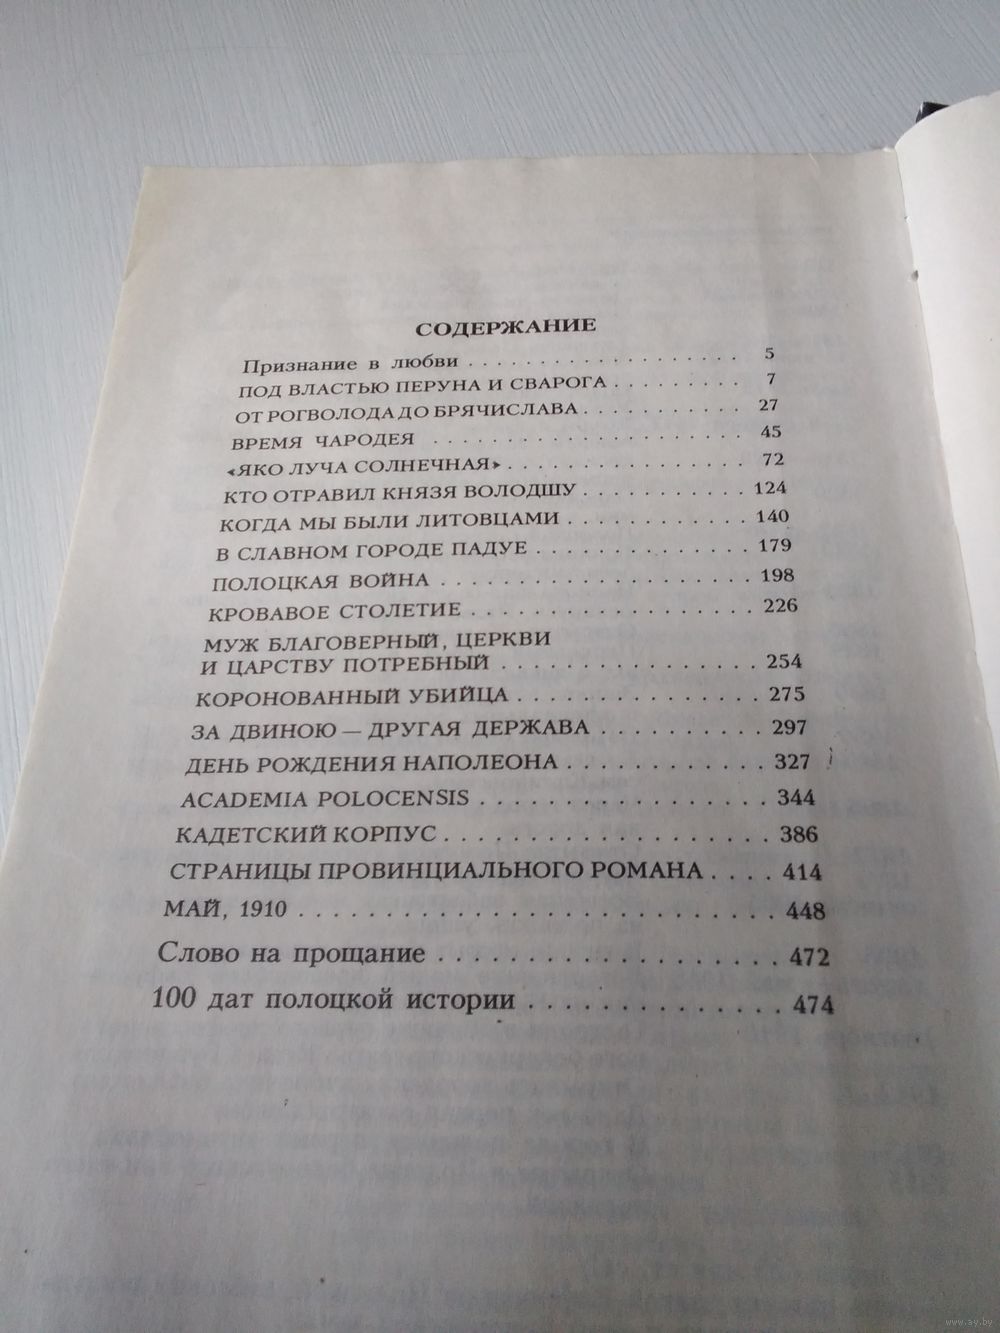 СОДЕРЖАНИЕ
Признание в любви . . . . . . . . . . . . . . . . . . . 5
ПОД ВЛАСТЬЮ ПЕРУНА И СВАРОГА . . . . . . . . . 7
ОТ РОГВОЛОДА ДО БРЯЧИСЛАВА . . . . . . . . . . . 27
ВРЕМЯ ЧАРОДЕЯ . . . . . . . . . . . . . . . . . . . . . 45
«ЯКО ЛУЧА СОЛНЕЧНАЯ» . . . . . . . . . . . . . . . . 72
КТО ОТРАВИЛ КНЯЗЯ ВОЛОДШУ . . . . . . . . . . . 124
КОГДА МЫ БЫЛИ ЛИТОВЦАМИ . . . . . . . . . . . . 140
В СЛАВНОМ ГОРОДЕ ПАДУЕ . . . . . . . . . . . . . . 179
ПОЛОЦКАЯ ВОЙНА . . . . . . . . . . . . . . . . . . . 198
КРОВАВОЕ СТОЛЕТИЕ . . . . . . . . . . . . . . . . . 226
МУЖ БЛАГОВЕРНЫЙ, ЦЕРКВИ
И ЦАРСТВУ ПОТРЕБНЫЙ . . . . . . . . . . . . . . . 254
КОРОНОВАННЫЙ УБИЙЦА . . . . . . . . . . . . . . 275
ЗА ДВИНОЮ — ДРУГАЯ ДЕРЖАВА . . . . . . . . . . 297
ДЕНЬ РОЖДЕНИЯ НАПОЛЕОНА . . . . . . . . . . . 327
ACADEMIA POLOCENSIS . . . . . . . . . . . . . . . . 344
КАДЕТСКИЙ КОРПУС . . . . . . . . . . . . . . . . . 386
СТРАНИЦЫ ПРОВИНЦИАЛЬНОГО РОМАНА . . . . 414
МАЙ, 1910 . . . . . . . . . . . . . . . . . . . . . . . . 448
Слово на прощание . . . . . . . . . . . . . . . . . . 472
100 дат полоцкой истории . . . . . . . . . . . . . . 474
www.ay.by